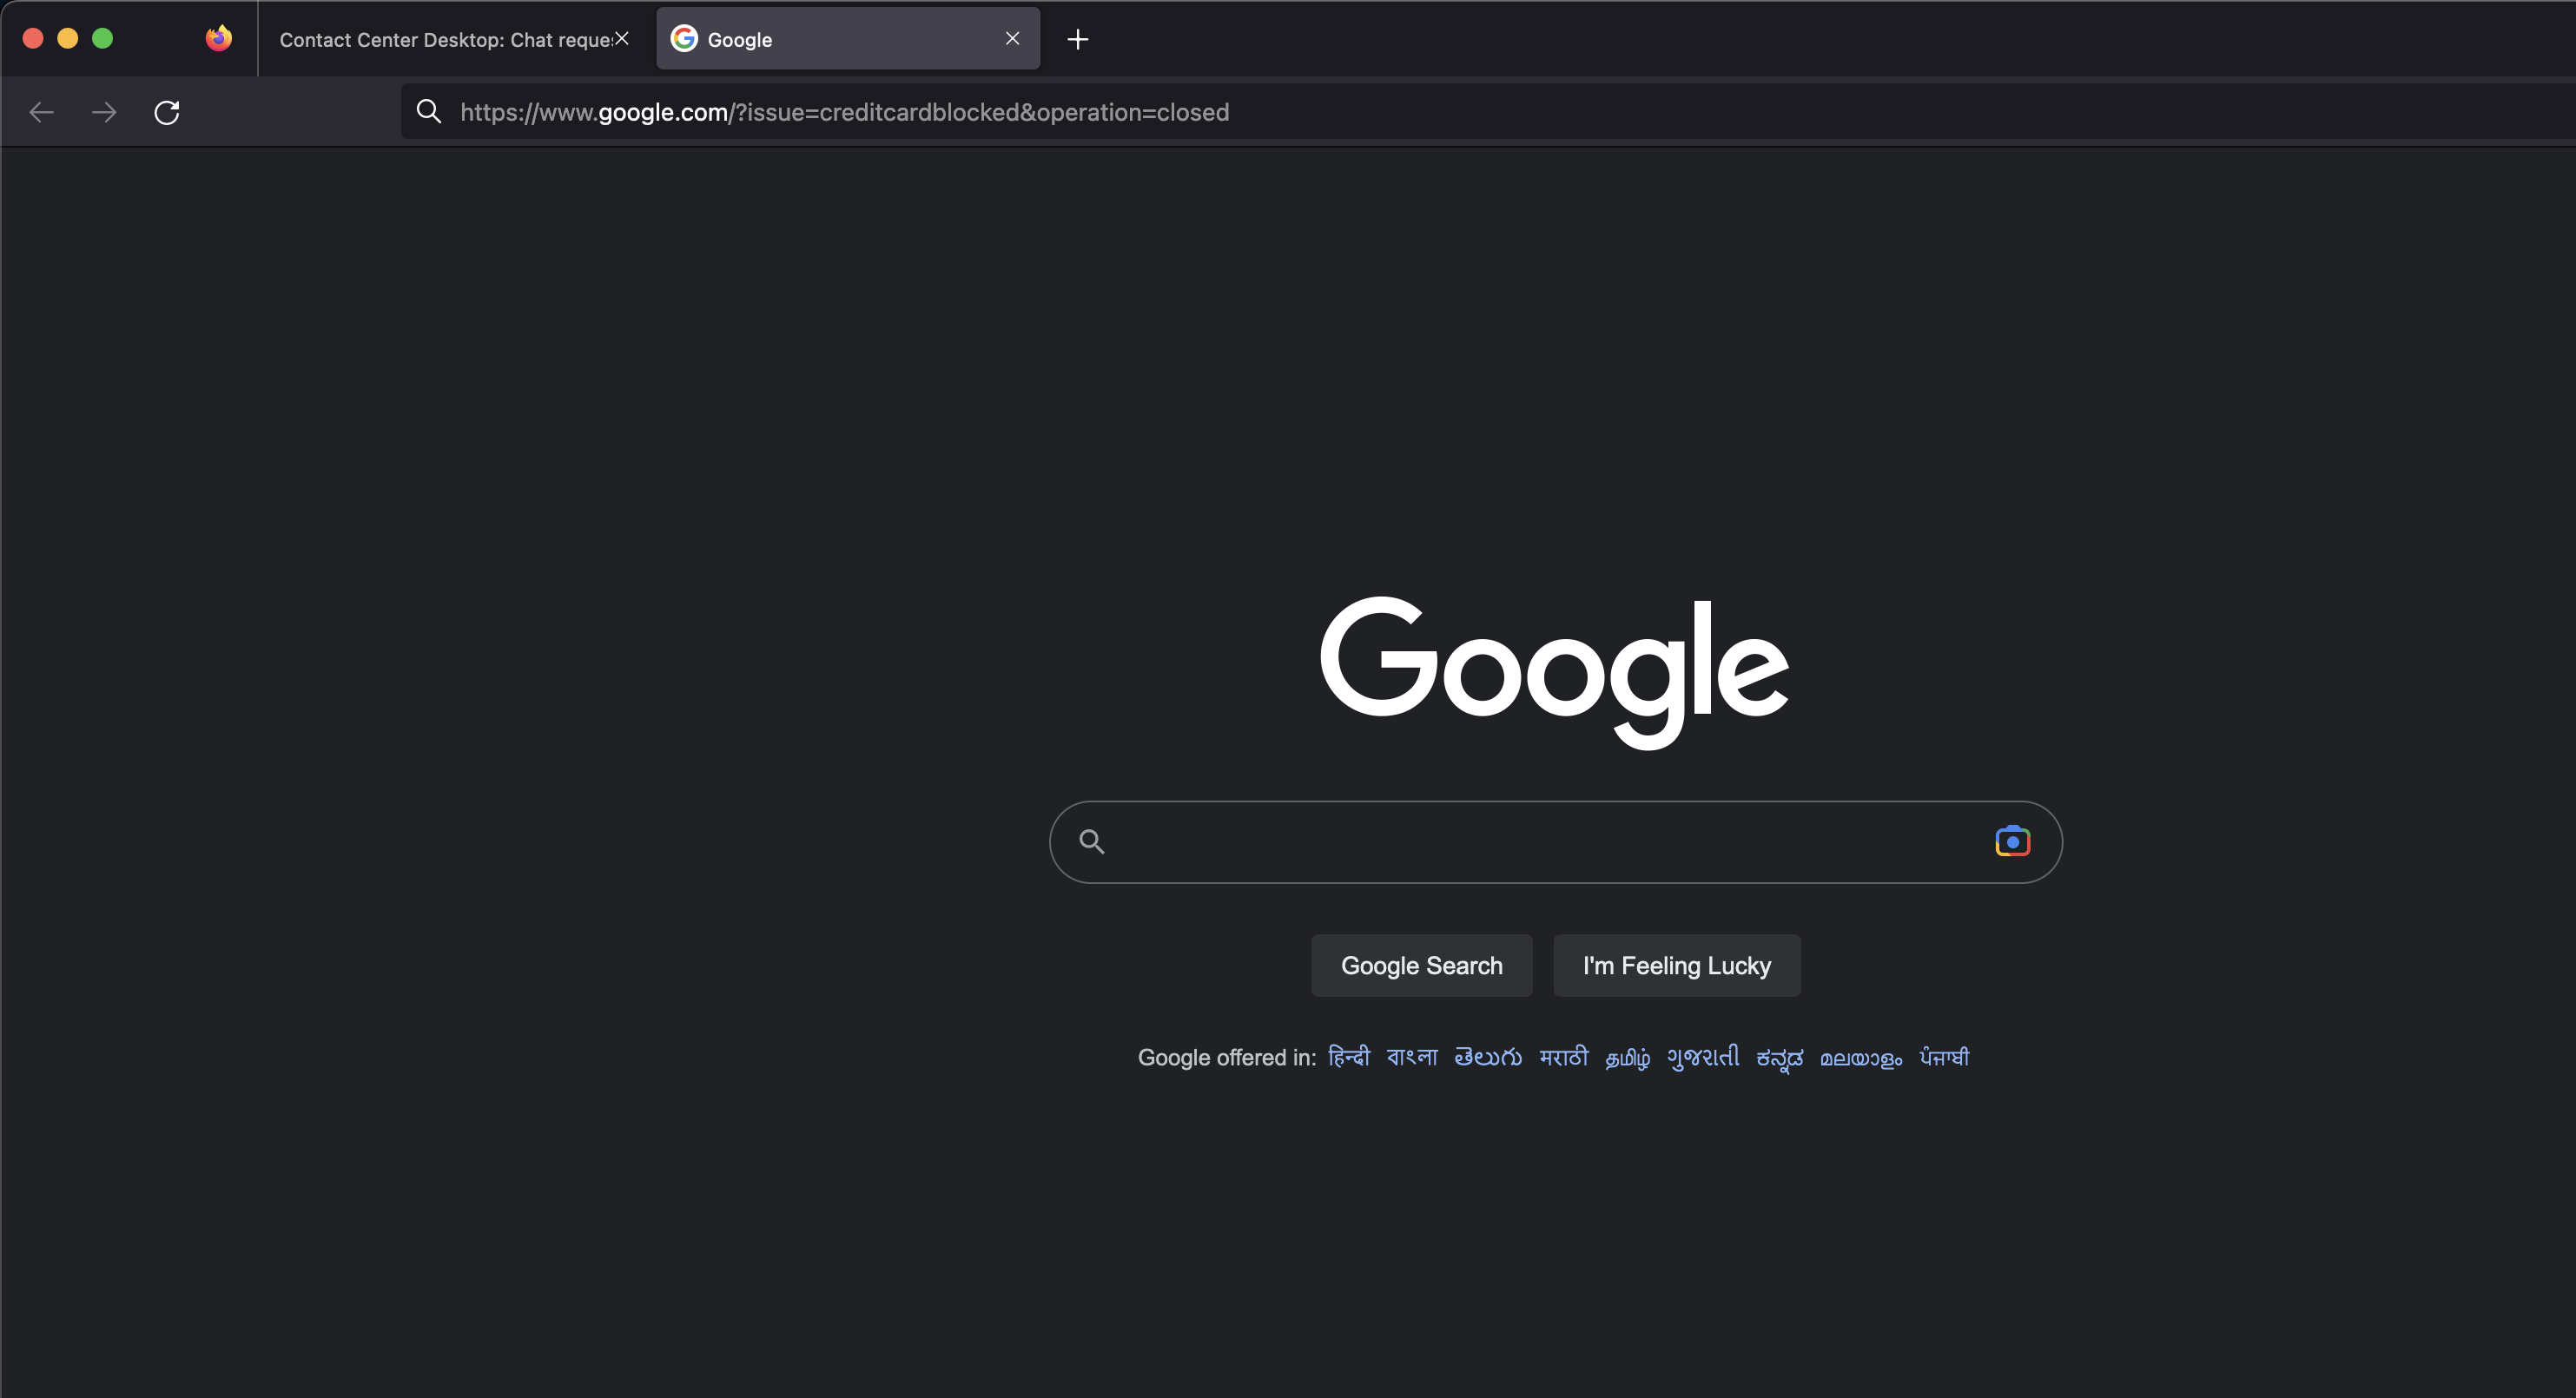 Contact Center Desktop: Chat reques
Google
https://www.google.com/?issue=creditcardblocked&operation=closed
Google
Google Search
I'm Feeling Lucky
Google offered in: हिन्दी বাংলা తెలుగు मराठी தமிழ் ગુજરાતી ಕನ್ನಡ മലയാളം ਪੰਜਾਬੀ